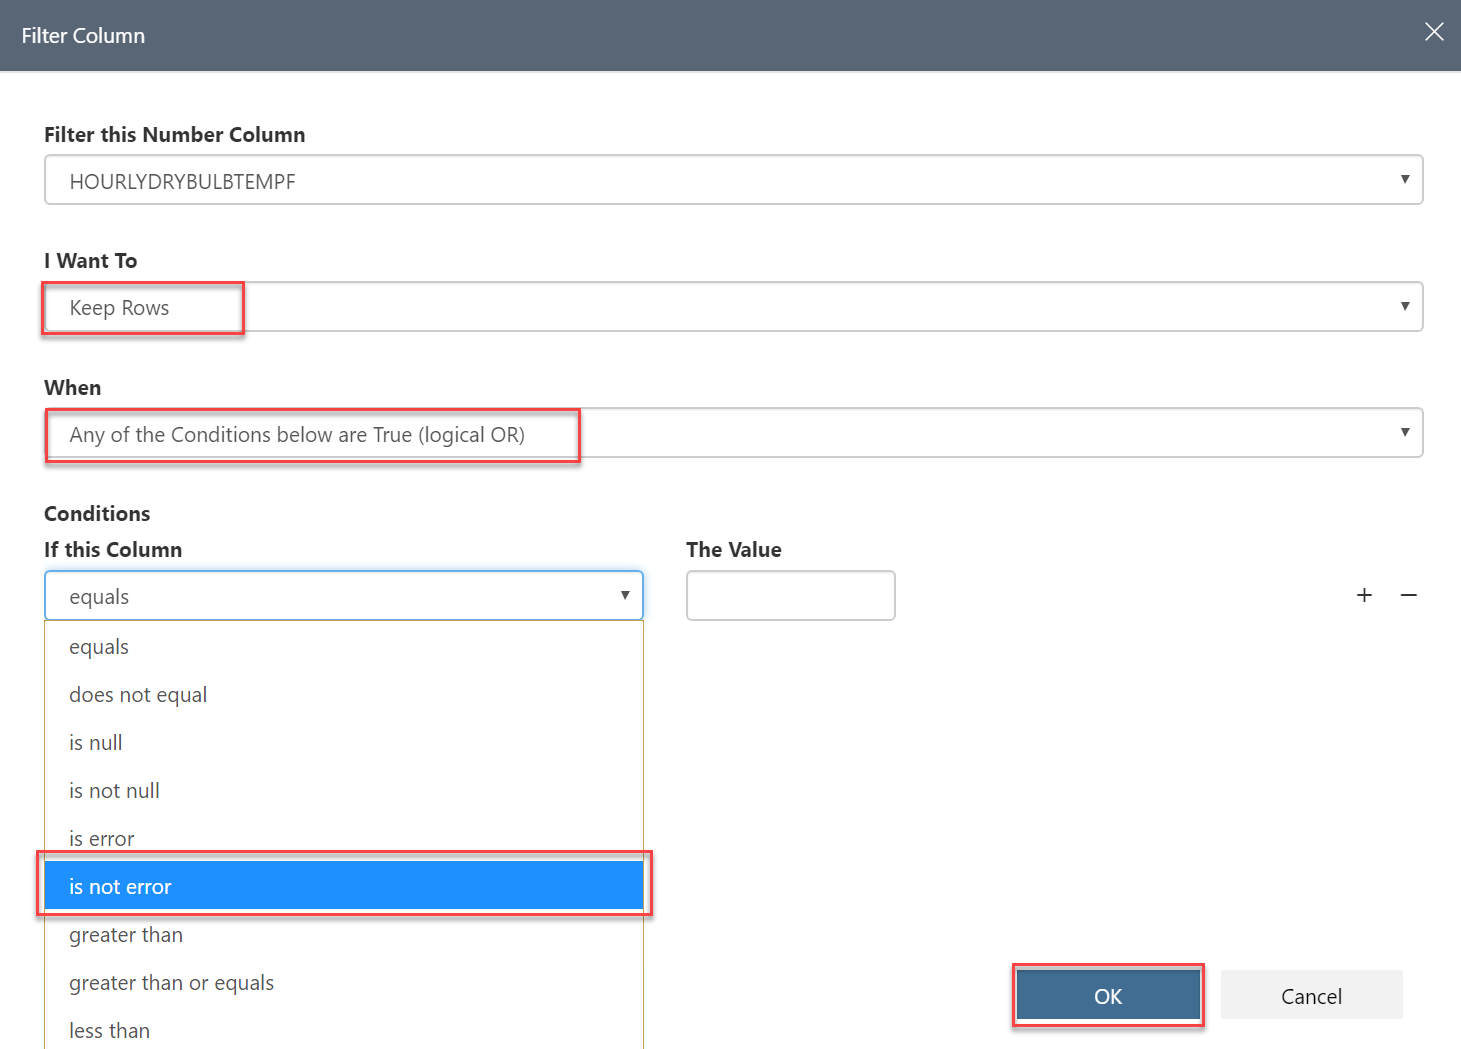 Filter Column
Filter this Number Column
HOURLYDRYBULBTEMPF
I Want To
Keep Rows
When
Any of the Conditions below are True (logical OR)
Conditions
If this Column The Value
equals
equals
does not equal
is null
is not null
is error
is not error
greater than
greater than or equals
less than
OK Cancel